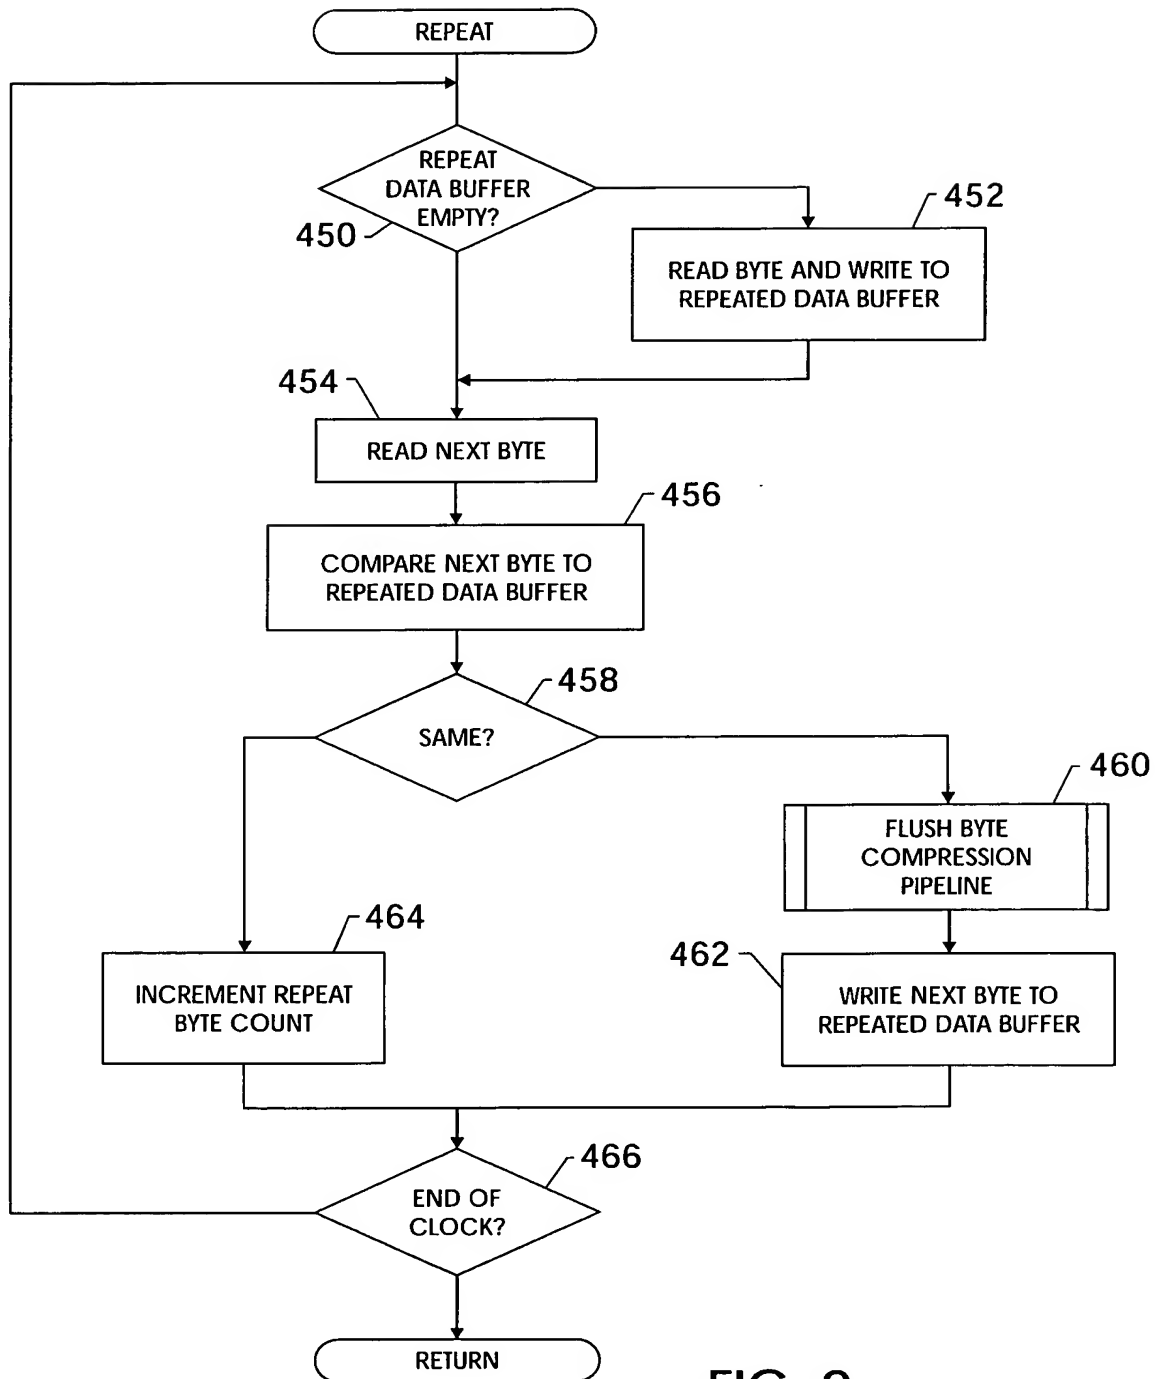 REPEAT
REPEAT
DATA BUFFER
EMPTY?
450
452
READ BYTE AND WRITE TO
REPEATED DATA BUFFER
454
READ NEXT BYTE
456
COMPARE NEXT BYTE TO
REPEATED DATA BUFFER
458
SAME?
460
FLUSH BYTE
COMPRESSION
PIPELINE
464
INCREMENT REPEAT
BYTE COUNT
462
WRITE NEXT BYTE TO
REPEATED DATA BUFFER
466
END OF
CLOCK?
RETURN